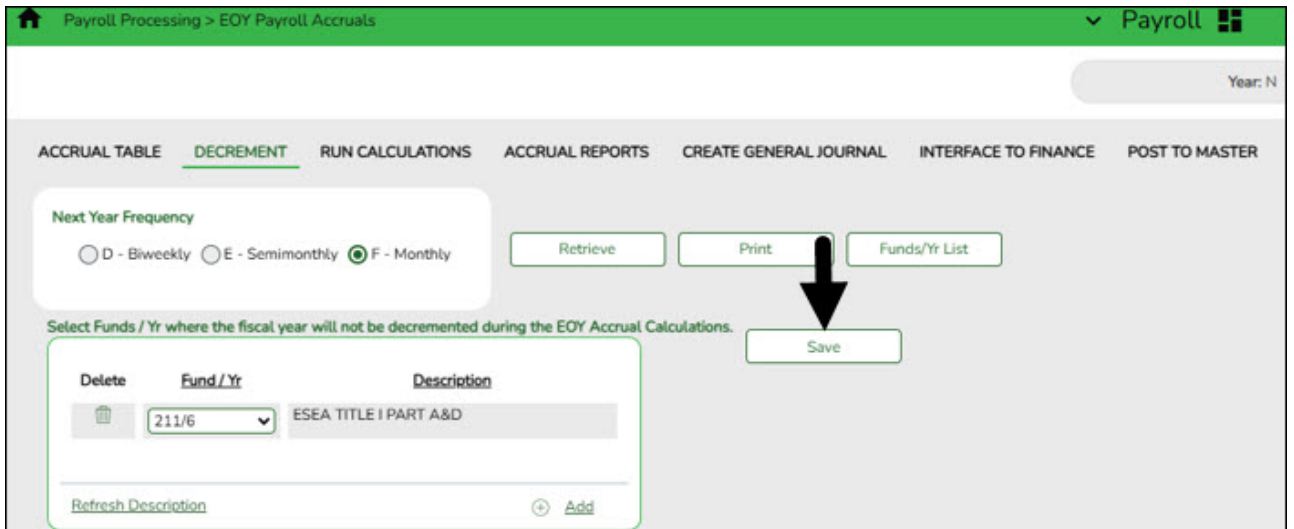 Payroll Processing > EOY Payroll Accruals
Payroll
Year: N
ACCRUAL TABLE DECREMENT RUN CALCULATIONS ACCRUAL REPORTS CREATE GENERAL JOURNAL INTERFACE TO FINANCE POST TO MASTER
Next Year Frequency
D - Biweekly E - Semimonthly F - Monthly
Retrieve Print Funds/Yr List
Select Funds / Yr where the fiscal year will not be decremented during the EOY Accrual Calculations.
Save
Delete Fund / Yr Description
211/6 ESEA TITLE I PART A&D
Refresh Description Add